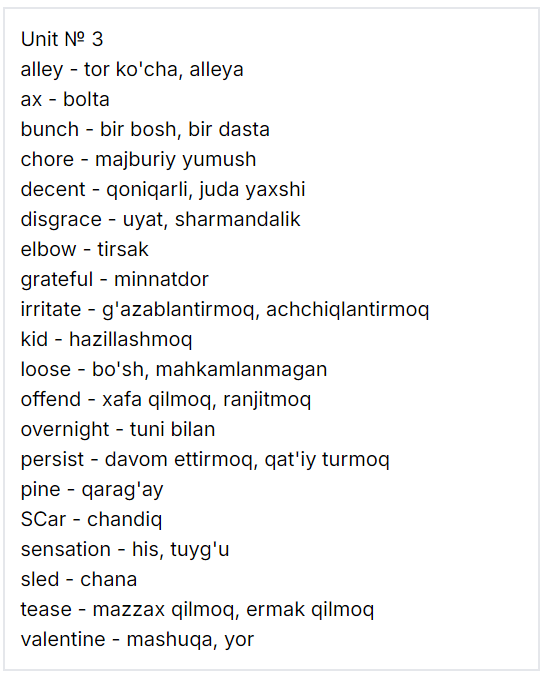 Unit № 3
alley - tor ko'cha, alleya
ax - bolta
bunch - bir bosh, bir dasta
chore - majburiy yumush
decent - qoniqarli, juda yaxshi
disgrace - uyat, sharmandalik
elbow - tirsak
grateful - minnatdor
irritate - g'azablantirmoq, achchiqlantirmoq
kid - hazillashmoq
loose - bo'sh, mahkamlanmagan
offend - xafa qilmoq, ranjitmoq
overnight - tuni bilan
persist - davom ettirmoq, qat'iy turmoq
pine - qarag'ay
SCar - chandiq
sensation - his, tuyg'u
sled - chana
tease - mazzax qilmoq, ermak qilmoq
valentine - mashuqa, yor